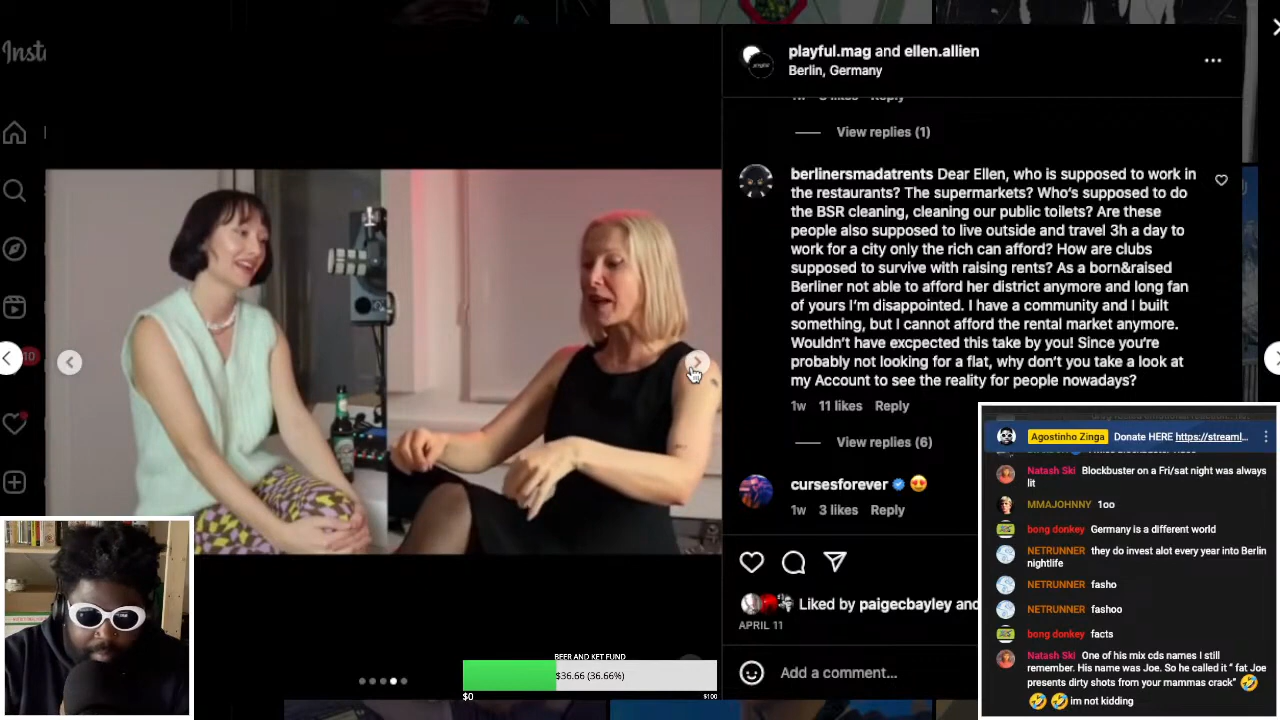 Inst
playful.mag and ellen.allien
Berlin, Germany
View replies (1)
berlinersmadatrents Dear Ellen, who is supposed to work in
the restaurants? The supermarkets? Who's supposed to do
the BSR cleaning, cleaning our public toilets? Are these
people also supposed to live outside and travel 3h a day to
work for a city only the rich can afford? How are clubs
supposed to survive with raising rents? As a born&raised
Berliner not able to afford her district anymore and long fan
of yours I'm disappointed. I have a community and I built
something, but I cannot afford the rental market anymore.
Wouldn't have excpected this take by you! Since you're
probably not looking for a flat, why don't you take a look at
my Account to see the reality for people nowadays?
1w 11 likes Reply
View replies (6)
cursesforever 😍
1w 3 likes Reply
Liked by paigecbayley and
APRIL 11
Add a comment...
10
BEER AND KET FUND
$36.66 (36.66%)
$0
$100
Agostinho Zinga Donate HERE https://streaml...
Natash Ski Blockbuster on a Fri/sat night was always
lit
MMAJOHNNY 1oo
bong donkey Germany is a different world
NETRUNNER they do invest alot every year into Berlin
nightlife
NETRUNNER fasho
NETRUNNER fashoo
bong donkey facts
Natash Ski One of his mix cds names I still
remember. His name was Joe. So he called it " fat Joe
presents dirty shots from your mammas crack" 🤣
🤣 🤣 im not kidding